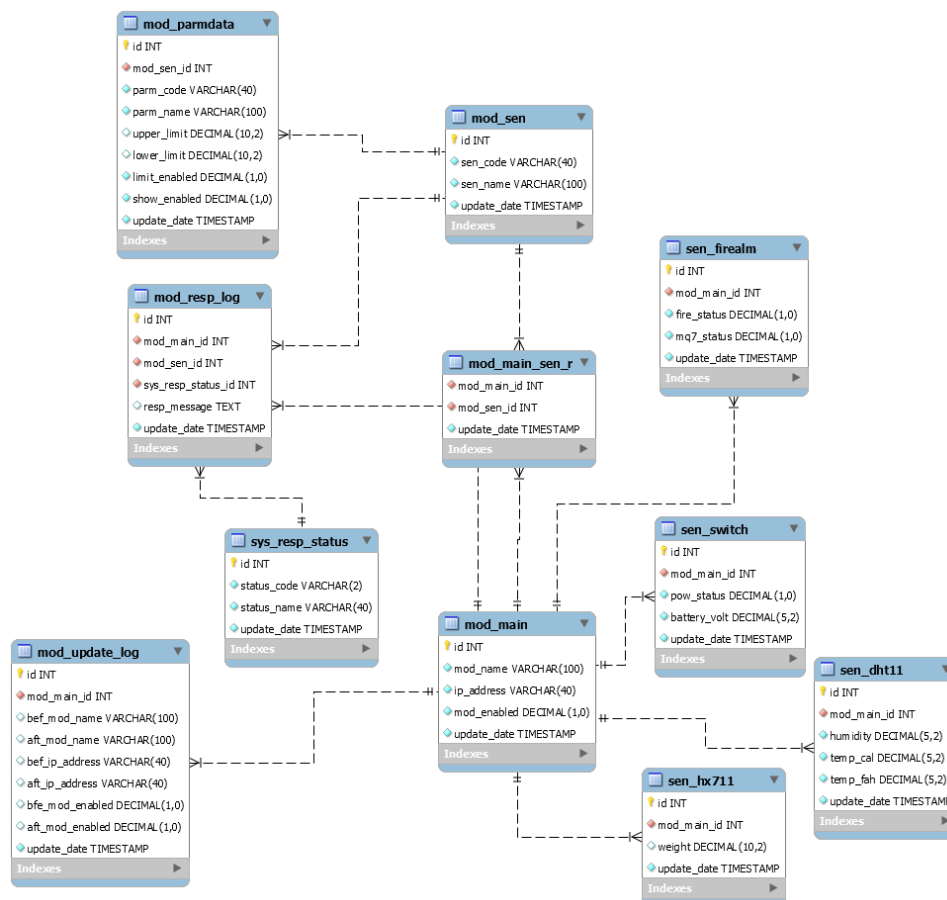 mod_parmdata
id INT
mod_sen_id INT
parm_code VARCHAR(40)
parm_name VARCHAR(100)
upper_limit DECIMAL(10,2)
lower_limit DECIMAL(10,2)
limit_enabled DECIMAL(1,0)
show_enabled DECIMAL(1,0)
update_date TIMESTAMP
Indexes
mod_sen
id INT
sen_code VARCHAR(40)
sen_name VARCHAR(100)
update_date TIMESTAMP
Indexes
sen_firealm
id INT
mod_main_id INT
fire_status DECIMAL(1,0)
mq7_status DECIMAL(1,0)
update_date TIMESTAMP
Indexes
mod_resp_log
id INT
mod_main_id INT
mod_sen_id INT
sys_resp_status_id INT
resp_message TEXT
update_date TIMESTAMP
Indexes
mod_main_sen_r
mod_main_id INT
mod_sen_id INT
update_date TIMESTAMP
Indexes
sys_resp_status
id INT
status_code VARCHAR(2)
status_name VARCHAR(40)
update_date TIMESTAMP
Indexes
sen_switch
id INT
mod_main_id INT
pow_status DECIMAL(1,0)
battery_volt DECIMAL(5,2)
update_date TIMESTAMP
Indexes
mod_main
id INT
mod_name VARCHAR(100)
ip_address VARCHAR(40)
mod_enabled DECIMAL(1,0)
update_date TIMESTAMP
Indexes
mod_update_log
id INT
mod_main_id INT
bef_mod_name VARCHAR(100)
aft_mod_name VARCHAR(100)
bef_ip_address VARCHAR(40)
aft_ip_address VARCHAR(40)
bfe_mod_enabled DECIMAL(1,0)
aft_mod_enabled DECIMAL(1,0)
update_date TIMESTAMP
Indexes
sen_dht11
id INT
mod_main_id INT
humidity DECIMAL(5,2)
temp_cal DECIMAL(5,2)
temp_fah DECIMAL(5,2)
update_date TIMESTAMP
Indexes
sen_hx711
id INT
mod_main_id INT
weight DECIMAL(10,2)
update_date TIMESTAMP
Indexes